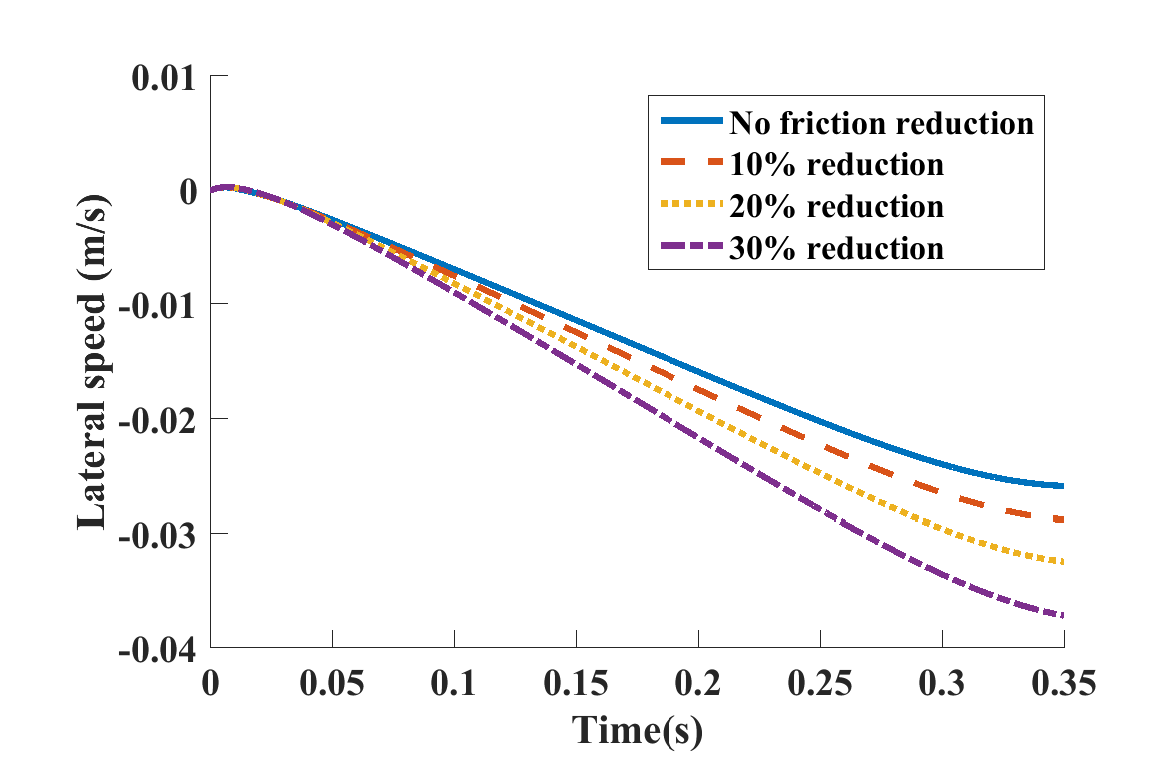 0.01
0
-0.01
-0.02
-0.03
-0.04
Lateral speed (m/s)
No friction reduction
10% reduction
20% reduction
30% reduction
0 0.05 0.1 0.15 0.2 0.25 0.3 0.35
Time(s)